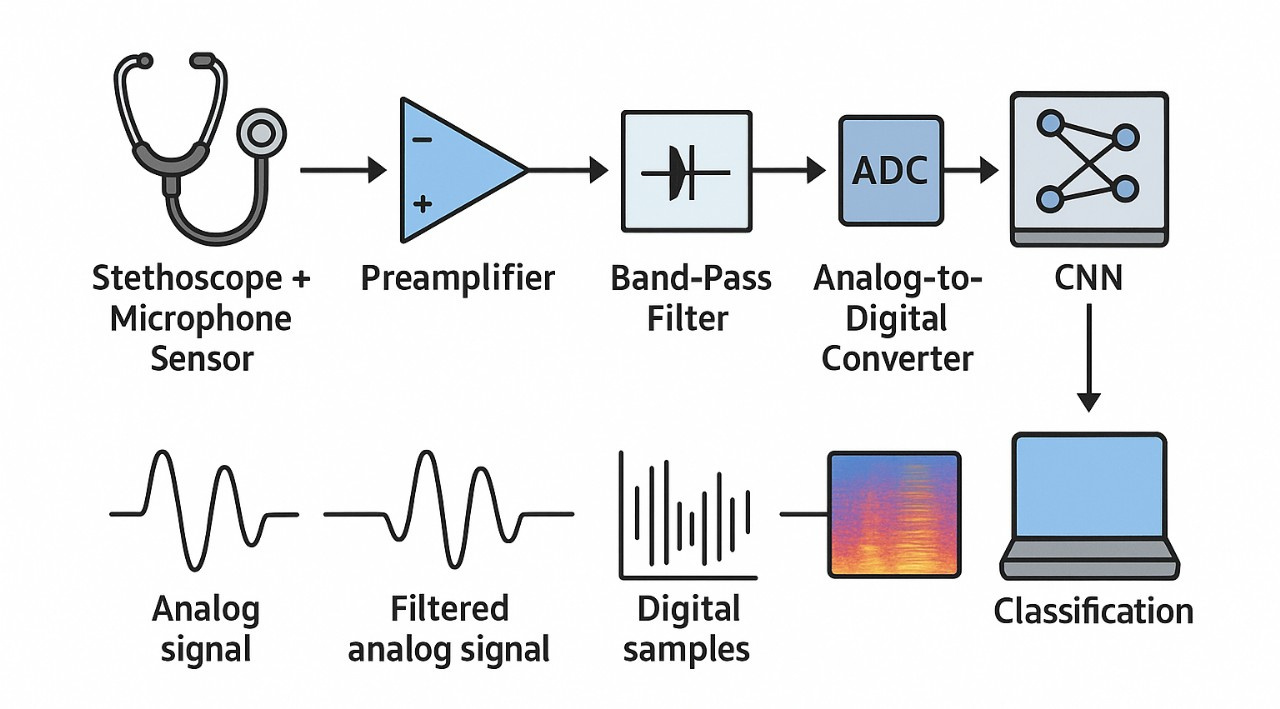 −
+
ADC
Stethoscope +
Microphone
Sensor
Preamplifier
Band-Pass
Filter
Analog-to-
Digital
Converter
CNN
Analog
signal
Filtered
analog signal
Digital
samples
Classification